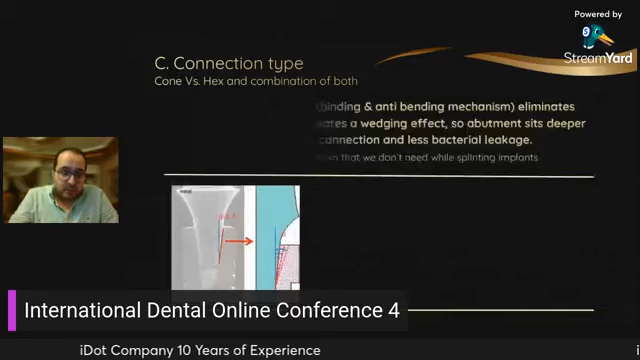 Powered by
StreamYard
C. Connection type
Cone Vs. Hex and combination of both
binding & anti bending mechanism) eliminates
a wedging effect, so abutment sits deeper
connection and less bacterial leakage.
that we don't need while splinting implants
International Dental Online Conference 4
iDot Company 10 Years of Experience